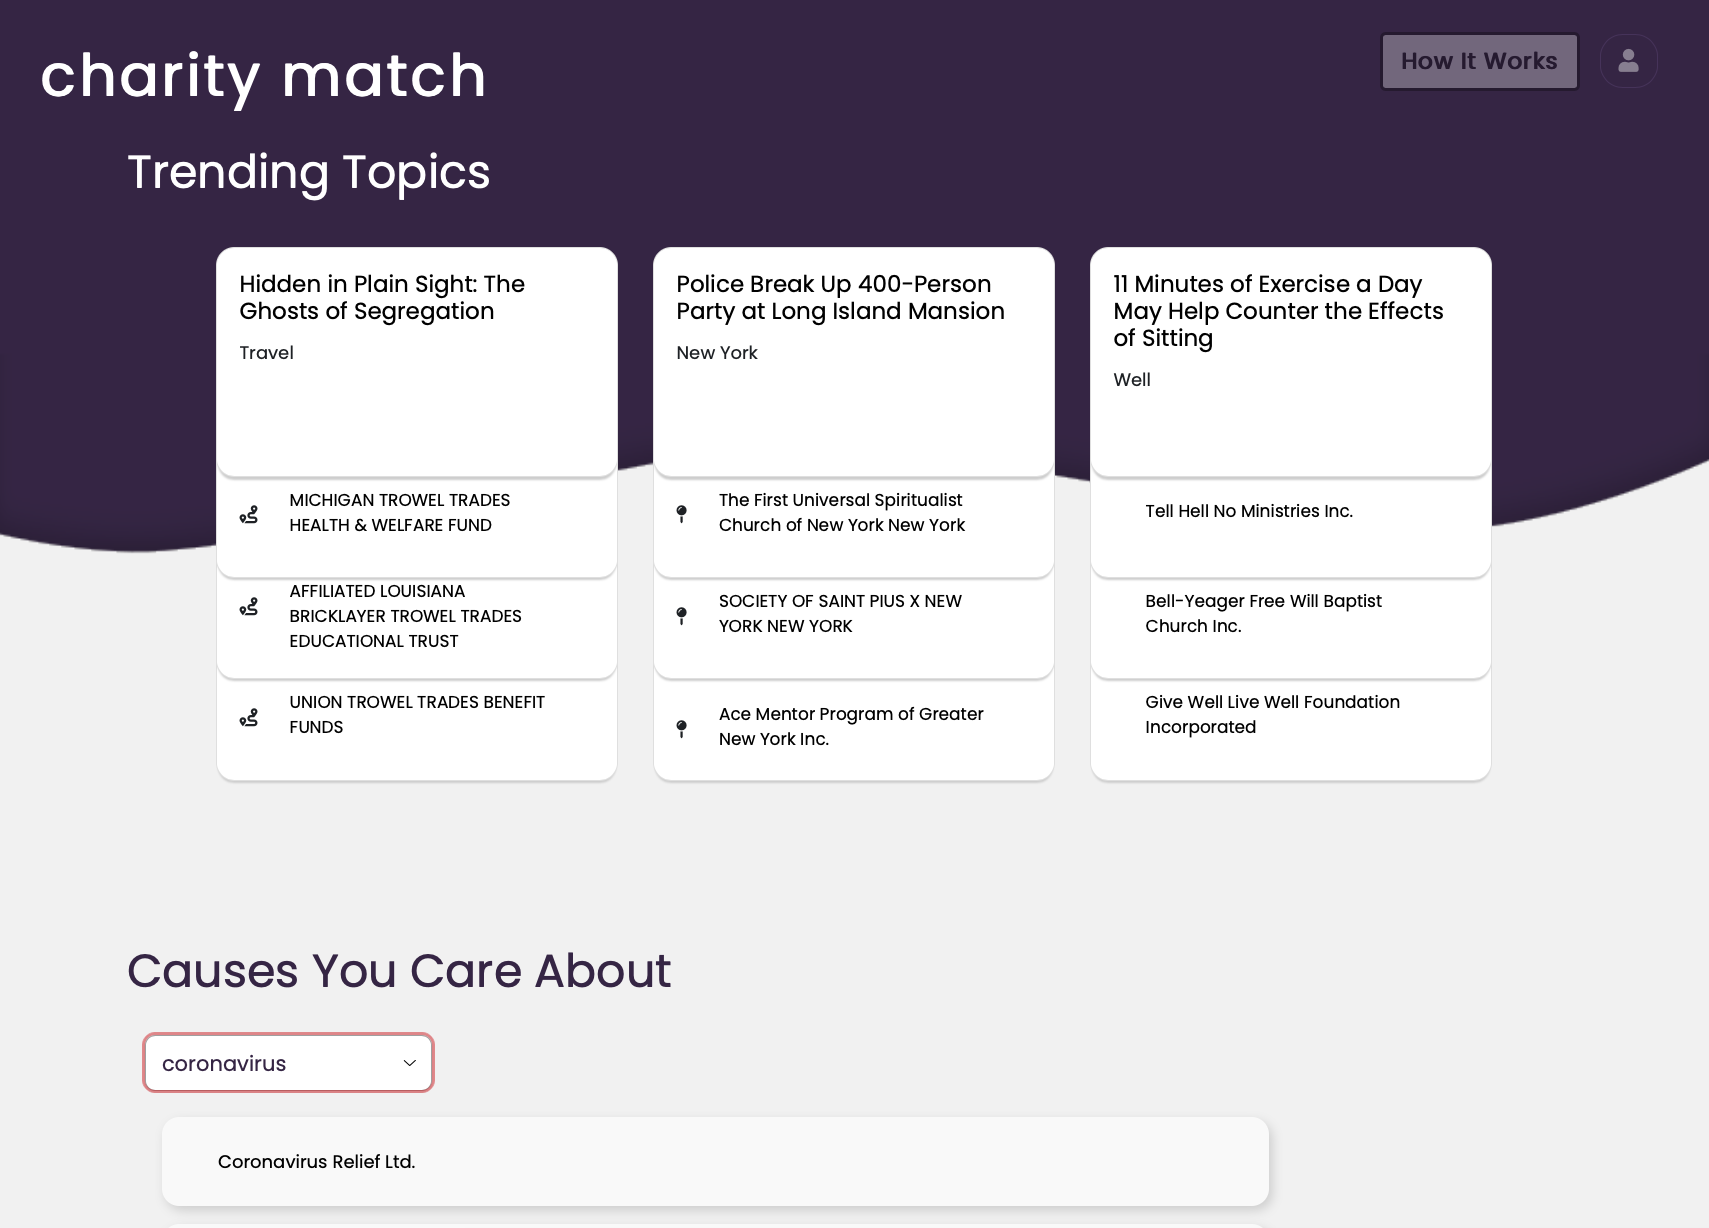 charity match
How It Works
Trending Topics
Hidden in Plain Sight: The
Ghosts of Segregation
Travel
MICHIGAN TROWEL TRADES
HEALTH & WELFARE FUND
AFFILIATED LOUISIANA
BRICKLAYER TROWEL TRADES
EDUCATIONAL TRUST
UNION TROWEL TRADES BENEFIT
FUNDS
Police Break Up 400-Person
Party at Long Island Mansion
New York
The First Universal Spiritualist
Church of New York New York
SOCIETY OF SAINT PIUS X NEW
YORK NEW YORK
Ace Mentor Program of Greater
New York Inc.
11 Minutes of Exercise a Day
May Help Counter the Effects
of Sitting
Well
Tell Hell No Ministries Inc.
Bell-Yeager Free Will Baptist
Church Inc.
Give Well Live Well Foundation
Incorporated
Causes You Care About
coronavirus
Coronavirus Relief Ltd.